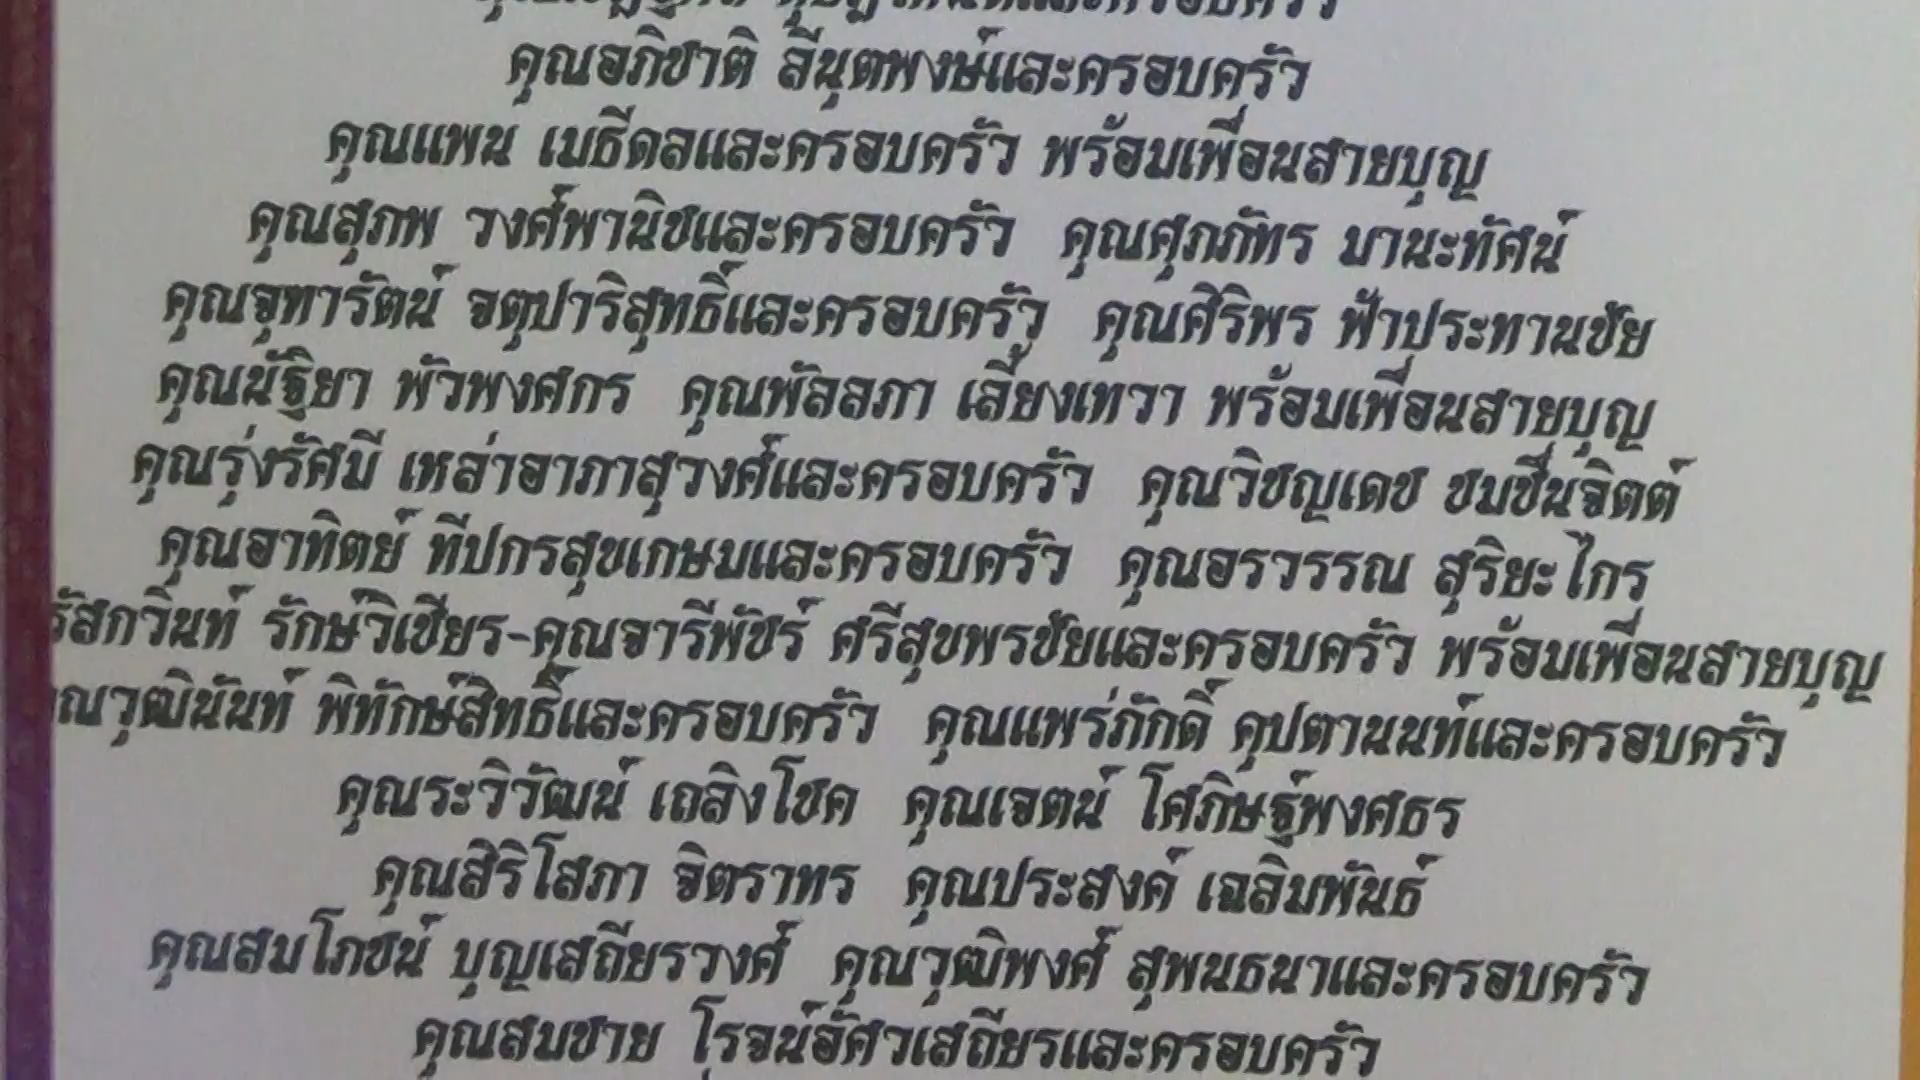 และครอบครัว
คุณอภิชาติ ลีนุตพงษ์และครอบครัว
คุณแพน เมธีดลและครอบครัว พร้อมเพื่อนสายบุญ
คุณสุภพ วงศ์พานิชและครอบครัว คุณศุภภัทร มานะทัศน์
คุณจุฑารัตน์ จตุปาริสุทธิ์และครอบครัว คุณศิริพร ฟ้าประทานชัย
คุณนัฐิยา พัวพงศกร คุณพัลลภา เลี้ยงเทวา พร้อมเพื่อนสายบุญ
คุณรุ่งรัศมี เหล่าอาภาสุวงศ์และครอบครัว คุณวิชญเดช ชมชื่นจิตต์
คุณอาทิตย์ ทีปกรสุขเกษมและครอบครัว คุณอรวรรณ สุริยะไกร
รัสกวินท์ รักษ์วิเชียร-คุณจารีพัชร์ ศรีสุขพรชัยและครอบครัว พร้อมเพื่อนสายบุญ
ณวุฒินันท์ พิทักษ์สิทธิ์และครอบครัว คุณแพร่ภักดิ์ คุปตานนท์และครอบครัว
คุณระวิวัฒน์ เถลิงโชค คุณเจตน์ โศภิษฐ์พงศธร
คุณสิริโสภา จิตราทร คุณประสงค์ เฉลิมพันธ์
คุณสมโภชน์ บุญเสถียรวงศ์ คุณวุฒิพงศ์ สุพนธนาและครอบครัว
คุณสมชาย โรจน์อัศวเสถียรและครอบครัว